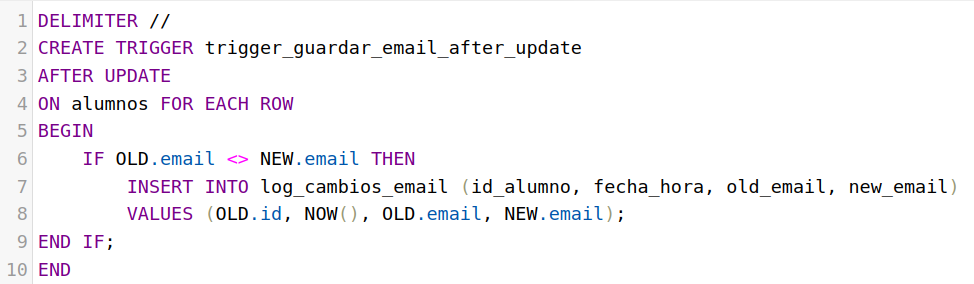 1 DELIMITER //
2 CREATE TRIGGER trigger_guardar_email_after_update
3 AFTER UPDATE
4 ON alumnos FOR EACH ROW
5 BEGIN
6     IF OLD.email <> NEW.email THEN
7         INSERT INTO log_cambios_email (id_alumno, fecha_hora, old_email, new_email)
8         VALUES (OLD.id, NOW(), OLD.email, NEW.email);
9 END IF;
10 END